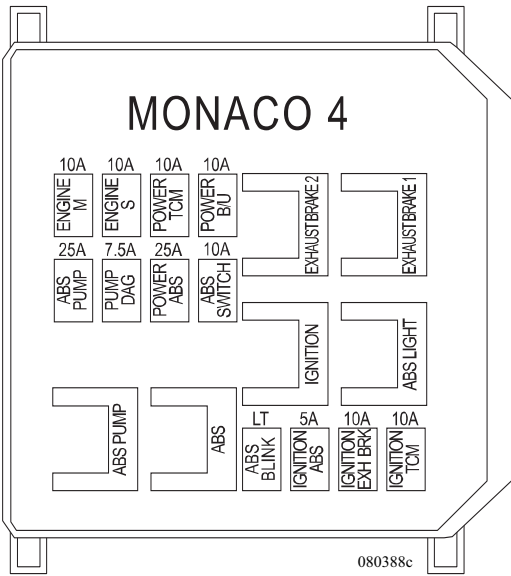 MONACO 4
10A 10A 10A 10A
ENGINE
M
ENGINE
S
POWER
TCM
POWER
B/U
EXHAUST BRAKE 2
EXHAUST BRAKE 1
25A 7.5A 25A 10A
ABS
PUMP
PUMP
DAG
POWER
ABS
ABS
SWITCH
IGNITION
ABS LIGHT
ABS PUMP
ABS
LT 5A 10A 10A
ABS
BLINK
IGNITION
ABS
IGNITION
EXH BRK
IGNITION
TCM
080388c